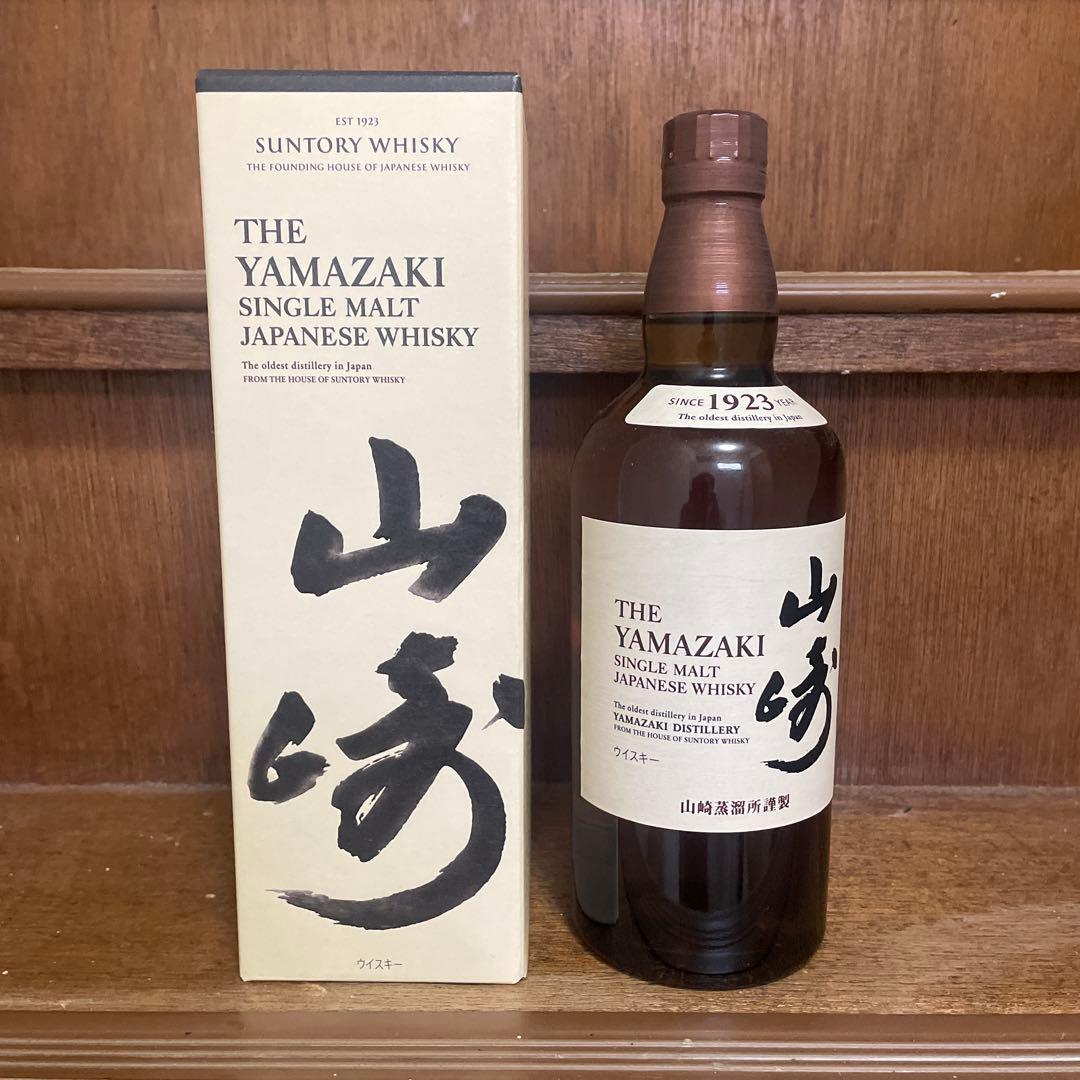 EST 1923
SUNTORY WHISKY
THE FOUNDING HOUSE OF JAPANESE WHISKY
THE
YAMAZAKI
SINGLE MALT
JAPANESE WHISKY
The oldest distillery in Japan
FROM THE HOUSE OF SUNTORY WHISKY
山
崎
ウイスキー
SINCE 1923 YEAR
The oldest distillery in Japan
THE
YAMAZAKI
SINGLE MALT
JAPANESE WHISKY
The oldest distillery in Japan
YAMAZAKI DISTILLERY
FROM THE HOUSE OF SUNTORY WHISKY
ウイスキー
山
崎
山崎蒸溜所謹製